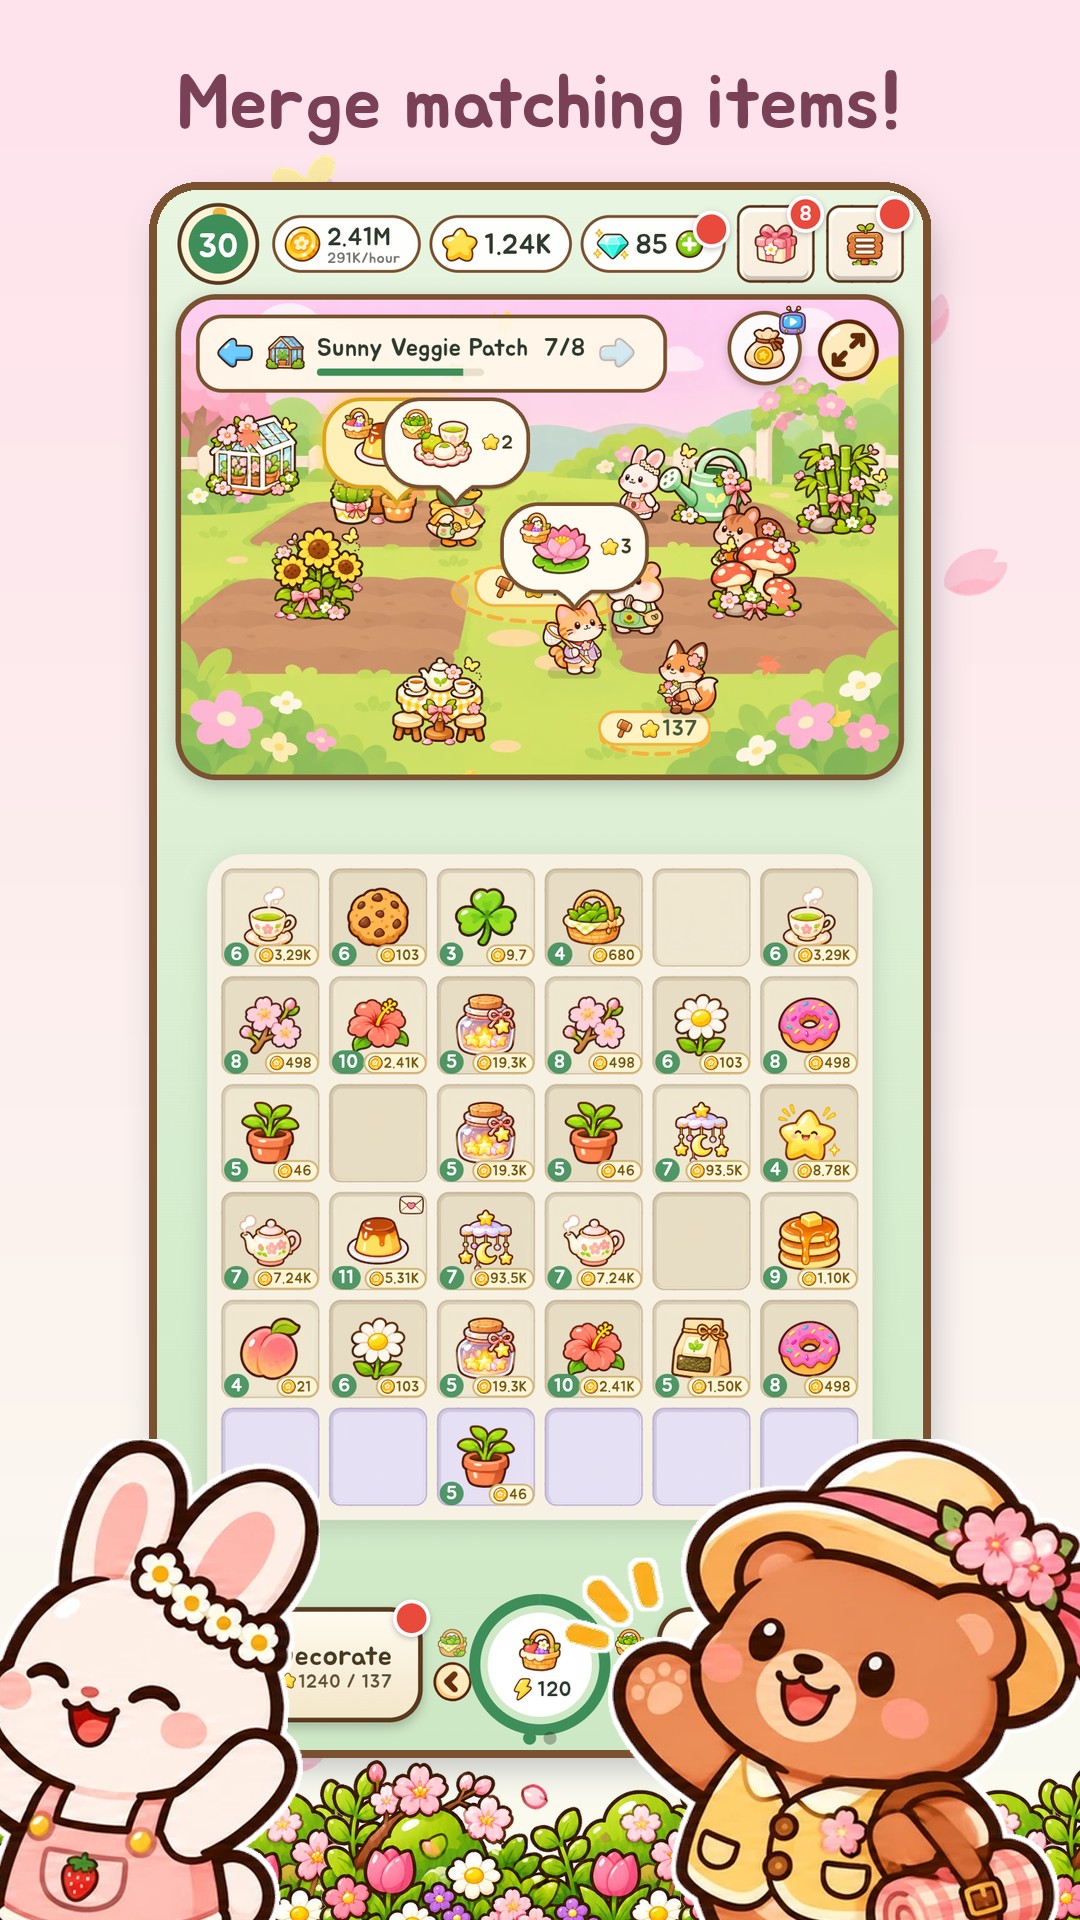 Merge matching items!
30
2.41M
291K/hour
1.24K
85
8
Sunny Veggie Patch 7/8
2
3
137
6 3.29K 6 103 3 9.7 4 680 6 3.29K
8 498 10 2.41K 5 19.3K 8 498 6 103 8 498
5 46 5 19.3K 5 46 7 93.5K 4 8.78K
7 7.24K 11 5.31K 7 93.5K 7 7.24K 9 1.10K
4 21 6 103 5 19.3K 10 2.41K 5 1.50K 8 498
5 46
ecorate
1240 / 137
120